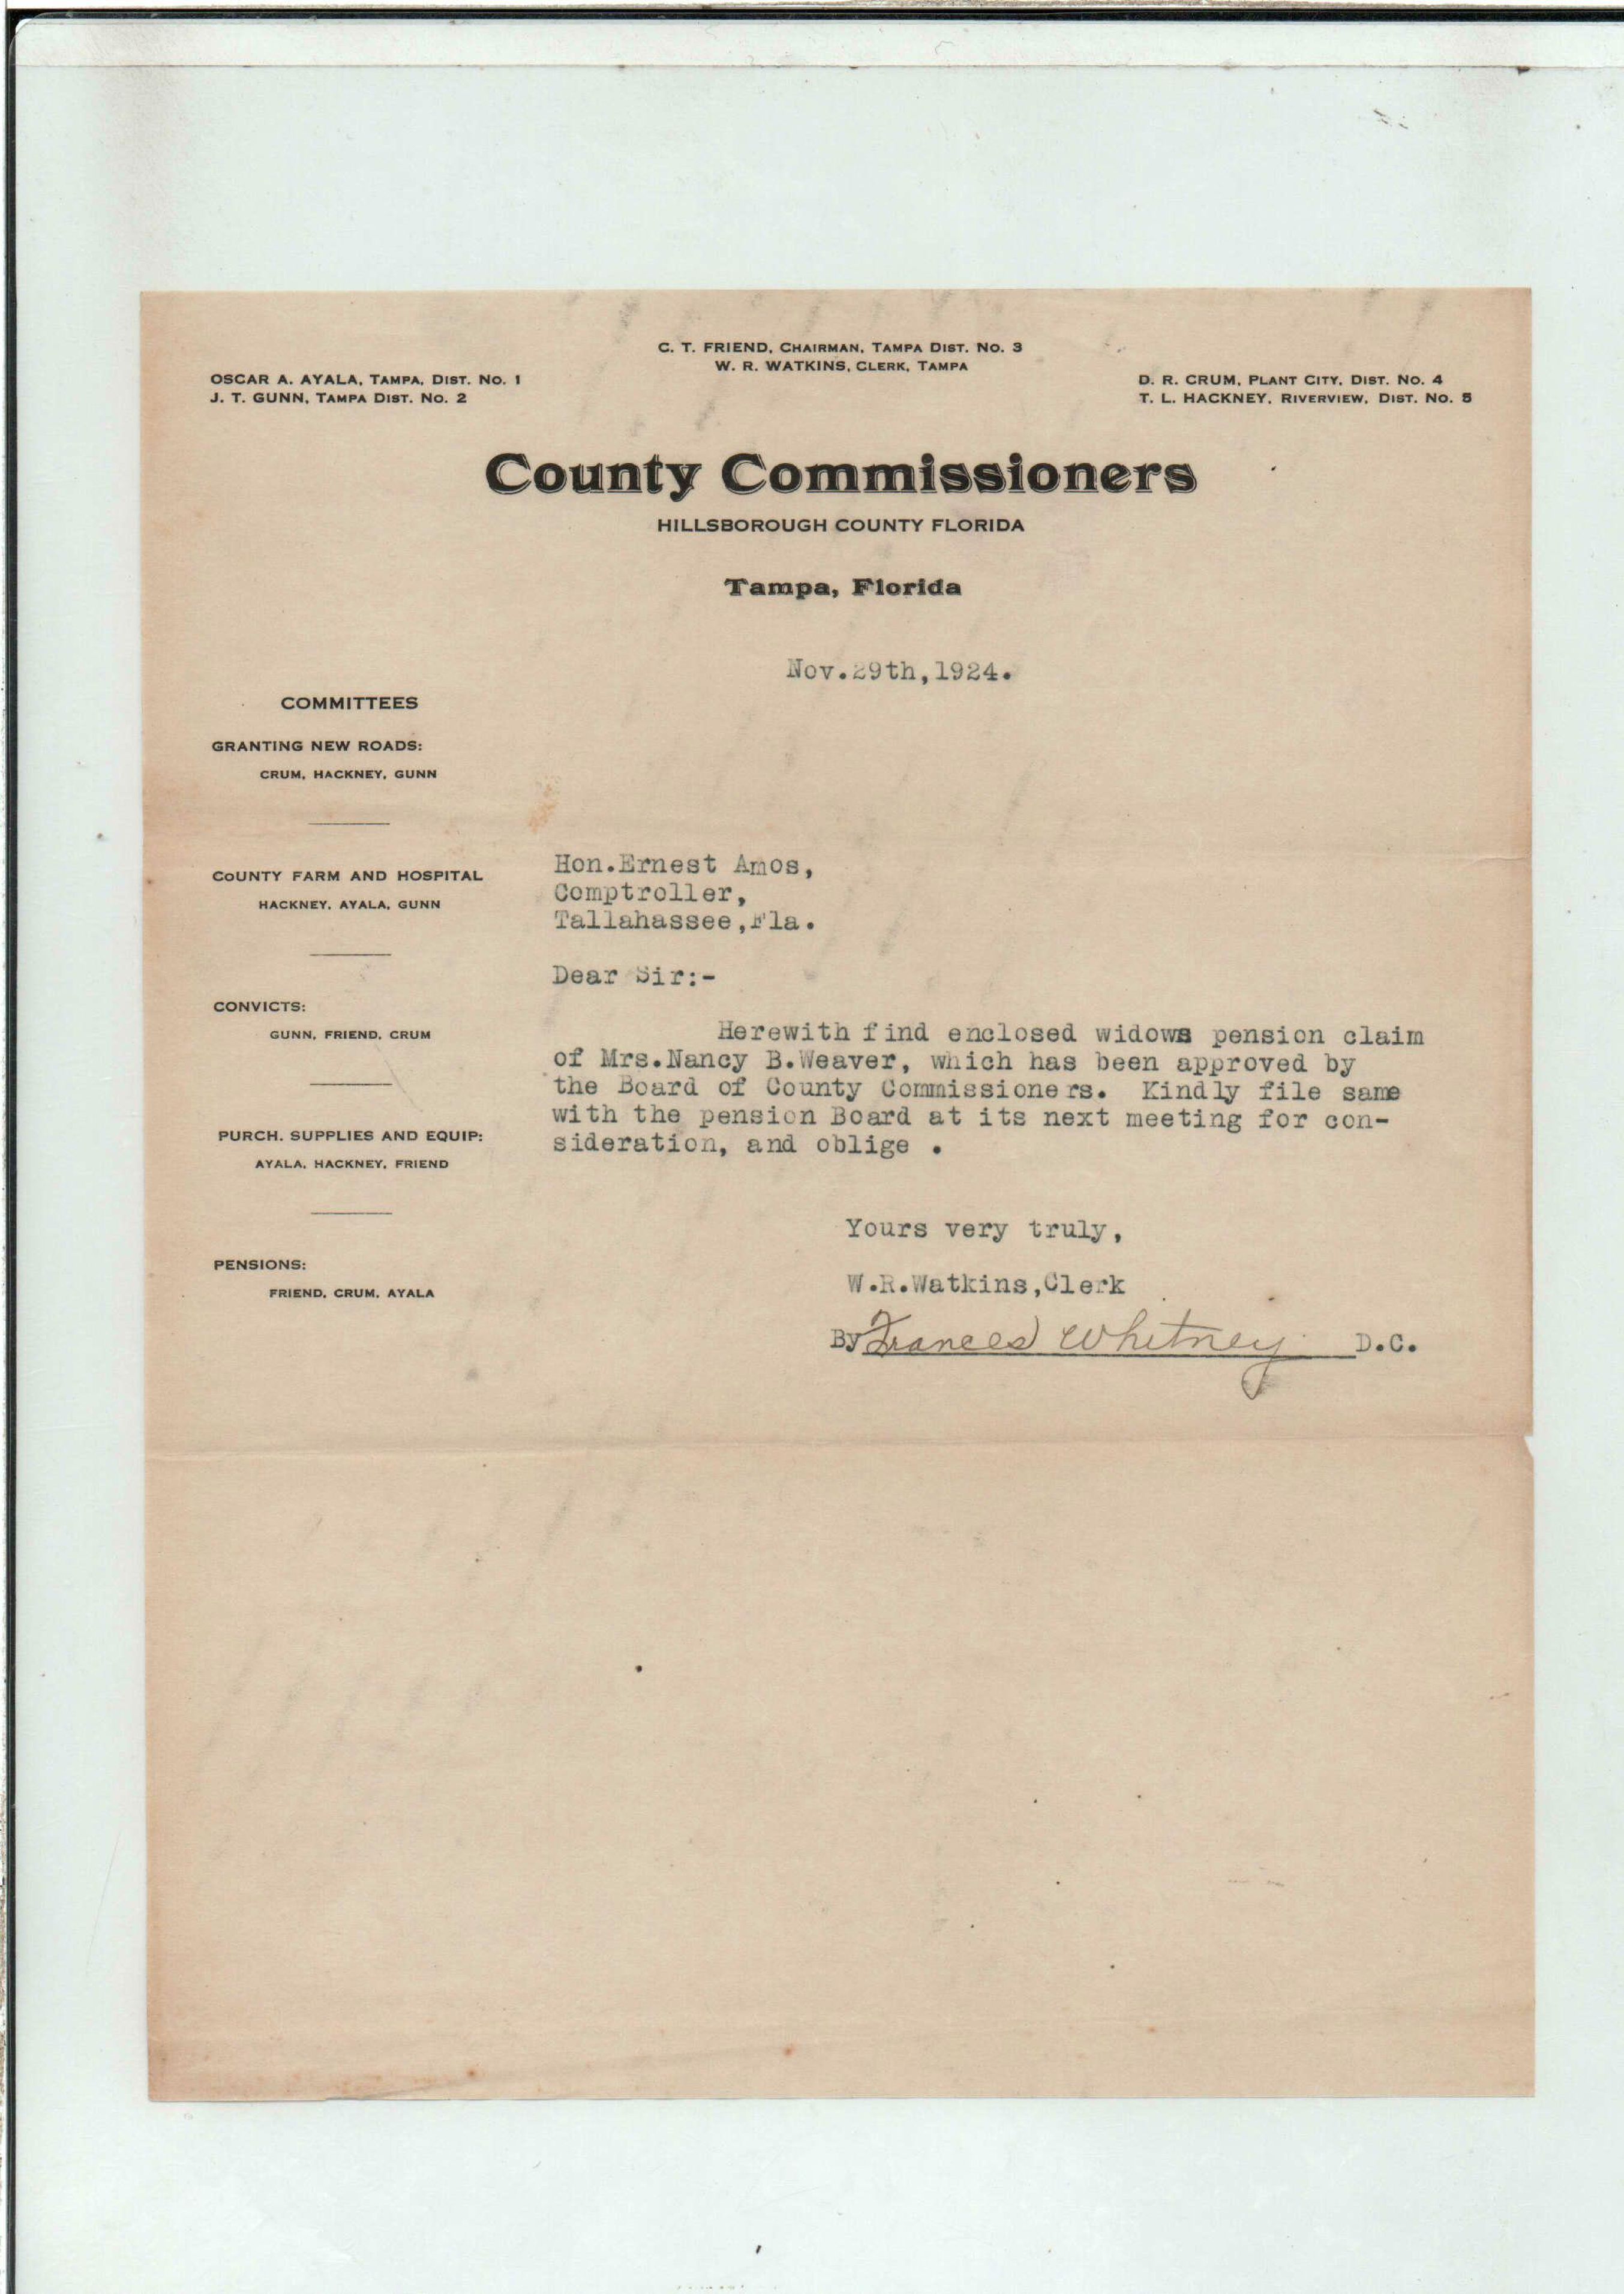 C. T. FRIEND, CHAIRMAN, TAMPA DIST. NO. 3
W. R. WATKINS, CLERK, TAMPA
OSCAR A. AYALA, TAMPA, DIST. NO. 1
J. T. GUNN, TAMPA DIST. NO. 2
D. R. CRUM, PLANT CITY, DIST. NO. 4
T. L. HACKNEY, RIVERVIEW, DIST. NO. 5
County Commissioners
HILLSBOROUGH COUNTY FLORIDA
Tampa, Florida
Nov.29th,1924.
COMMITTEES
GRANTING NEW ROADS:
CRUM, HACKNEY, GUNN
COUNTY FARM AND HOSPITAL
HACKNEY, AYALA, GUNN
CONVICTS:
GUNN, FRIEND, CRUM
PURCH. SUPPLIES AND EQUIP:
AYALA, HACKNEY, FRIEND
PENSIONS:
FRIEND, CRUM, AYALA
Hon.Ernest Amos,
Comptroller,
Tallahassee,Fla.
Dear Sir:-
Herewith find enclosed widows pension claim
of Mrs.Nancy B.Weaver, which has been approved by
the Board of County Commissioners. Kindly file same
with the pension Board at its next meeting for con-
sideration, and oblige .
Yours very truly,
W.R.Watkins,Clerk
By Frances Whitney D.C.